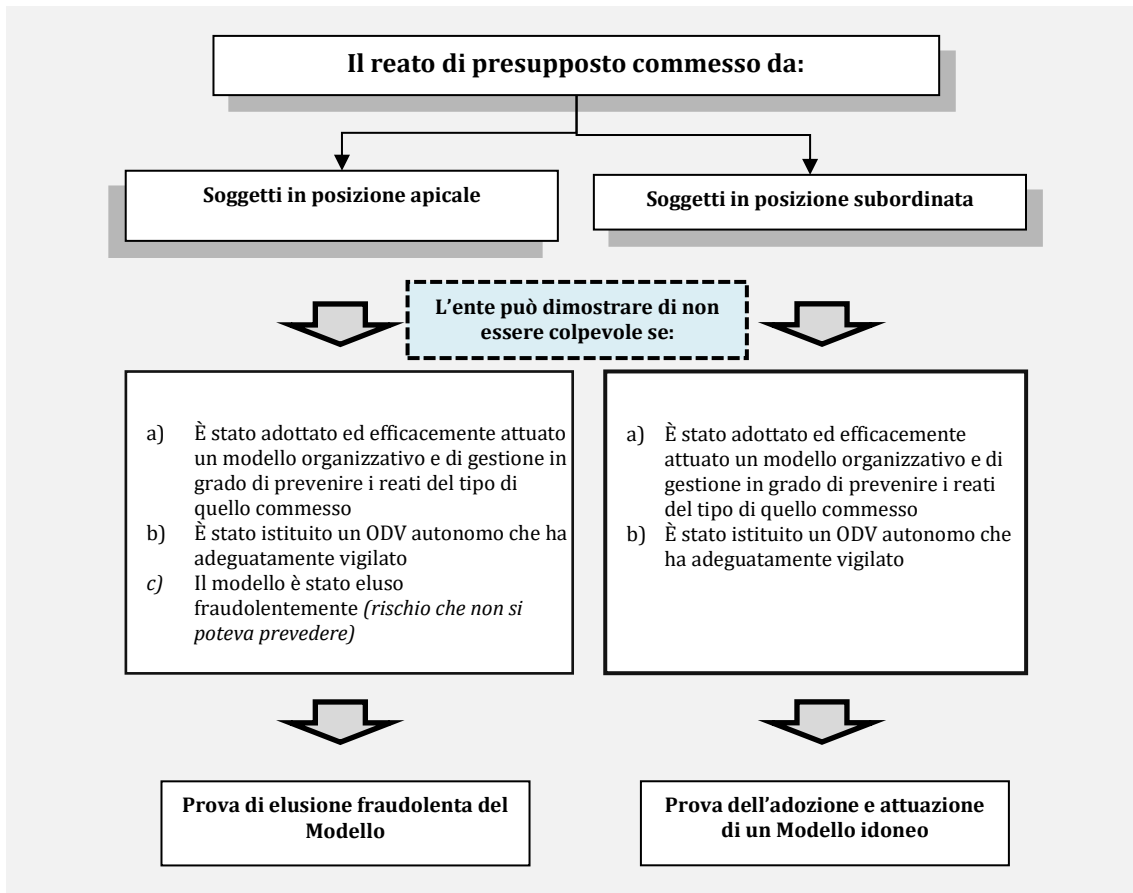 Il reato di presupposto commesso da:
Soggetti in posizione apicale
Soggetti in posizione subordinata
L’ente può dimostrare di non
essere colpevole se:
a) È stato adottato ed efficacemente attuato
un modello organizzativo e di gestione in
grado di prevenire i reati del tipo di
quello commesso
b) È stato istituito un ODV autonomo che ha
adeguatamente vigilato
c) Il modello è stato eluso
fraudolentemente (rischio che non si
poteva prevedere)
a) È stato adottato ed efficacemente
attuato un modello organizzativo e di
gestione in grado di prevenire i reati
del tipo di quello commesso
b) È stato istituito un ODV autonomo che
ha adeguatamente vigilato
Prova di elusione fraudolenta del
Modello
Prova dell’adozione e attuazione
di un Modello idoneo